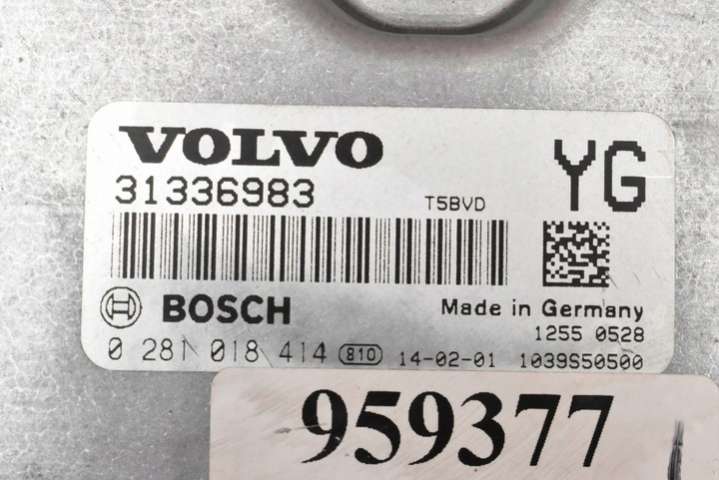 VOLVO
YG
31336983 T5BVD
BOSCH Made in Germany
1255 0528
0 281 018 414 810 14-02-01 1039S50500
959377